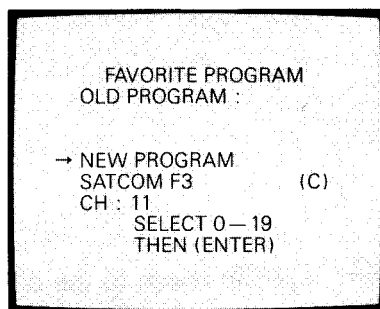 FAVORITE PROGRAM
OLD PROGRAM :
→ NEW PROGRAM
SATCOM F3 (C)
CH : 11
SELECT 0—19
THEN (ENTER)